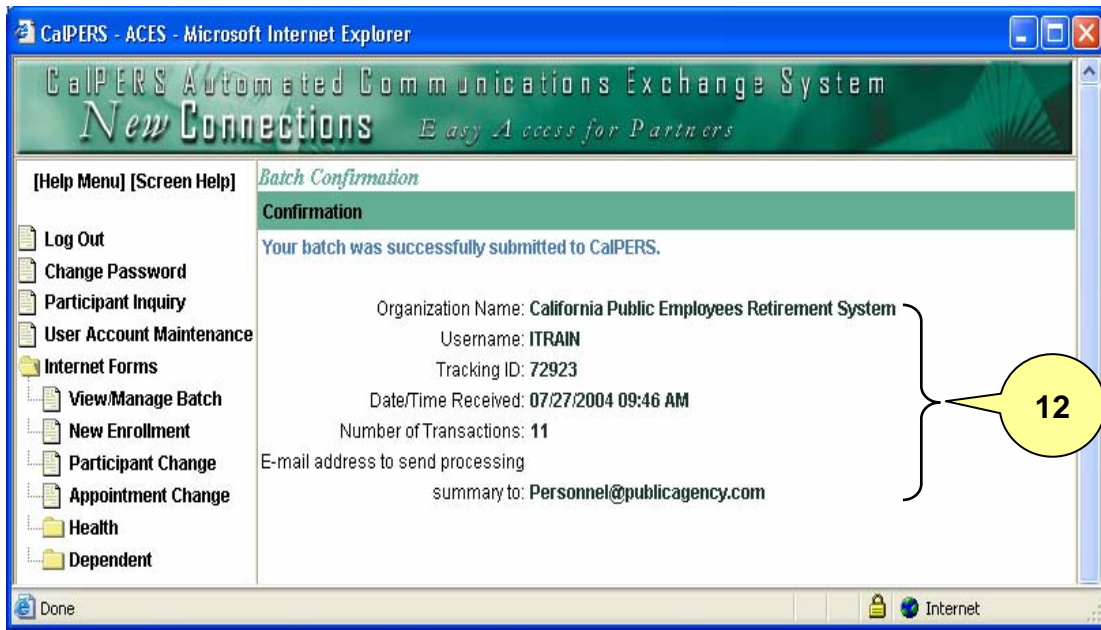 CalPERS - ACES - Microsoft Internet Explorer
CalPERS Automated Communications Exchange System
New Connections Easy Access for Partners
[Help Menu] [Screen Help]
Log Out
Change Password
Participant Inquiry
User Account Maintenance
Internet Forms
View/Manage Batch
New Enrollment
Participant Change
Appointment Change
Health
Dependent
Batch Confirmation
Confirmation
Your batch was successfully submitted to CalPERS.
Organization Name: California Public Employees Retirement System
Username: ITRAIN
Tracking ID: 72923
Date/Time Received: 07/27/2004 09:46 AM
Number of Transactions: 11
E-mail address to send processing
summary to: Personnel@publicagency.com
12
Done
Internet